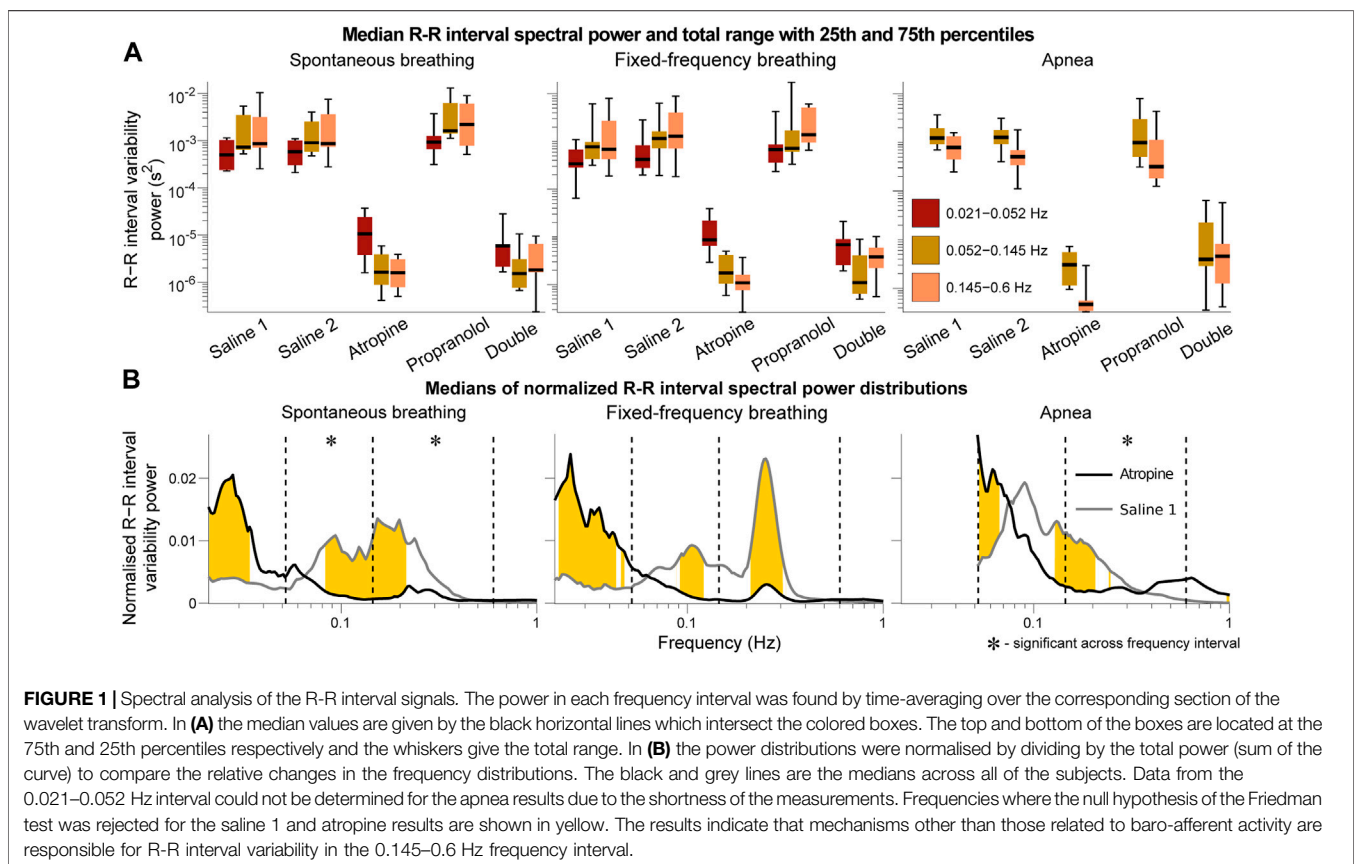 Median R-R interval spectral power and total range with 25th and 75th percentiles
A
Spontaneous breathing
Fixed-frequency breathing
Apnea
R–R interval variability
power (s²)
10⁻²
10⁻³
10⁻⁴
10⁻⁵
10⁻⁶
0.021–0.052 Hz
0.052–0.145 Hz
0.145–0.6 Hz
Saline 1
Saline 2
Atropine
Propranolol
Double
Saline 1
Saline 2
Atropine
Propranolol
Double
Saline 1
Saline 2
Atropine
Propranolol
Double
B
Medians of normalized R-R interval spectral power distributions
Spontaneous breathing
Fixed-frequency breathing
Apnea
Normalised R–R interval
variability power
0.02
0.01
0
*
*
*
Atropine
Saline 1
0.1
1
0.1
1
0.1
1
Frequency (Hz)
* - significant across frequency interval
FIGURE 1 | Spectral analysis of the R-R interval signals. The power in each frequency interval was found by time-averaging over the corresponding section of the
wavelet transform. In (A) the median values are given by the black horizontal lines which intersect the colored boxes. The top and bottom of the boxes are located at the
75th and 25th percentiles respectively and the whiskers give the total range. In (B) the power distributions were normalised by dividing by the total power (sum of the
curve) to compare the relative changes in the frequency distributions. The black and grey lines are the medians across all of the subjects. Data from the
0.021–0.052 Hz interval could not be determined for the apnea results due to the shortness of the measurements. Frequencies where the null hypothesis of the Friedman
test was rejected for the saline 1 and atropine results are shown in yellow. The results indicate that mechanisms other than those related to baro-afferent activity are
responsible for R-R interval variability in the 0.145–0.6 Hz frequency interval.